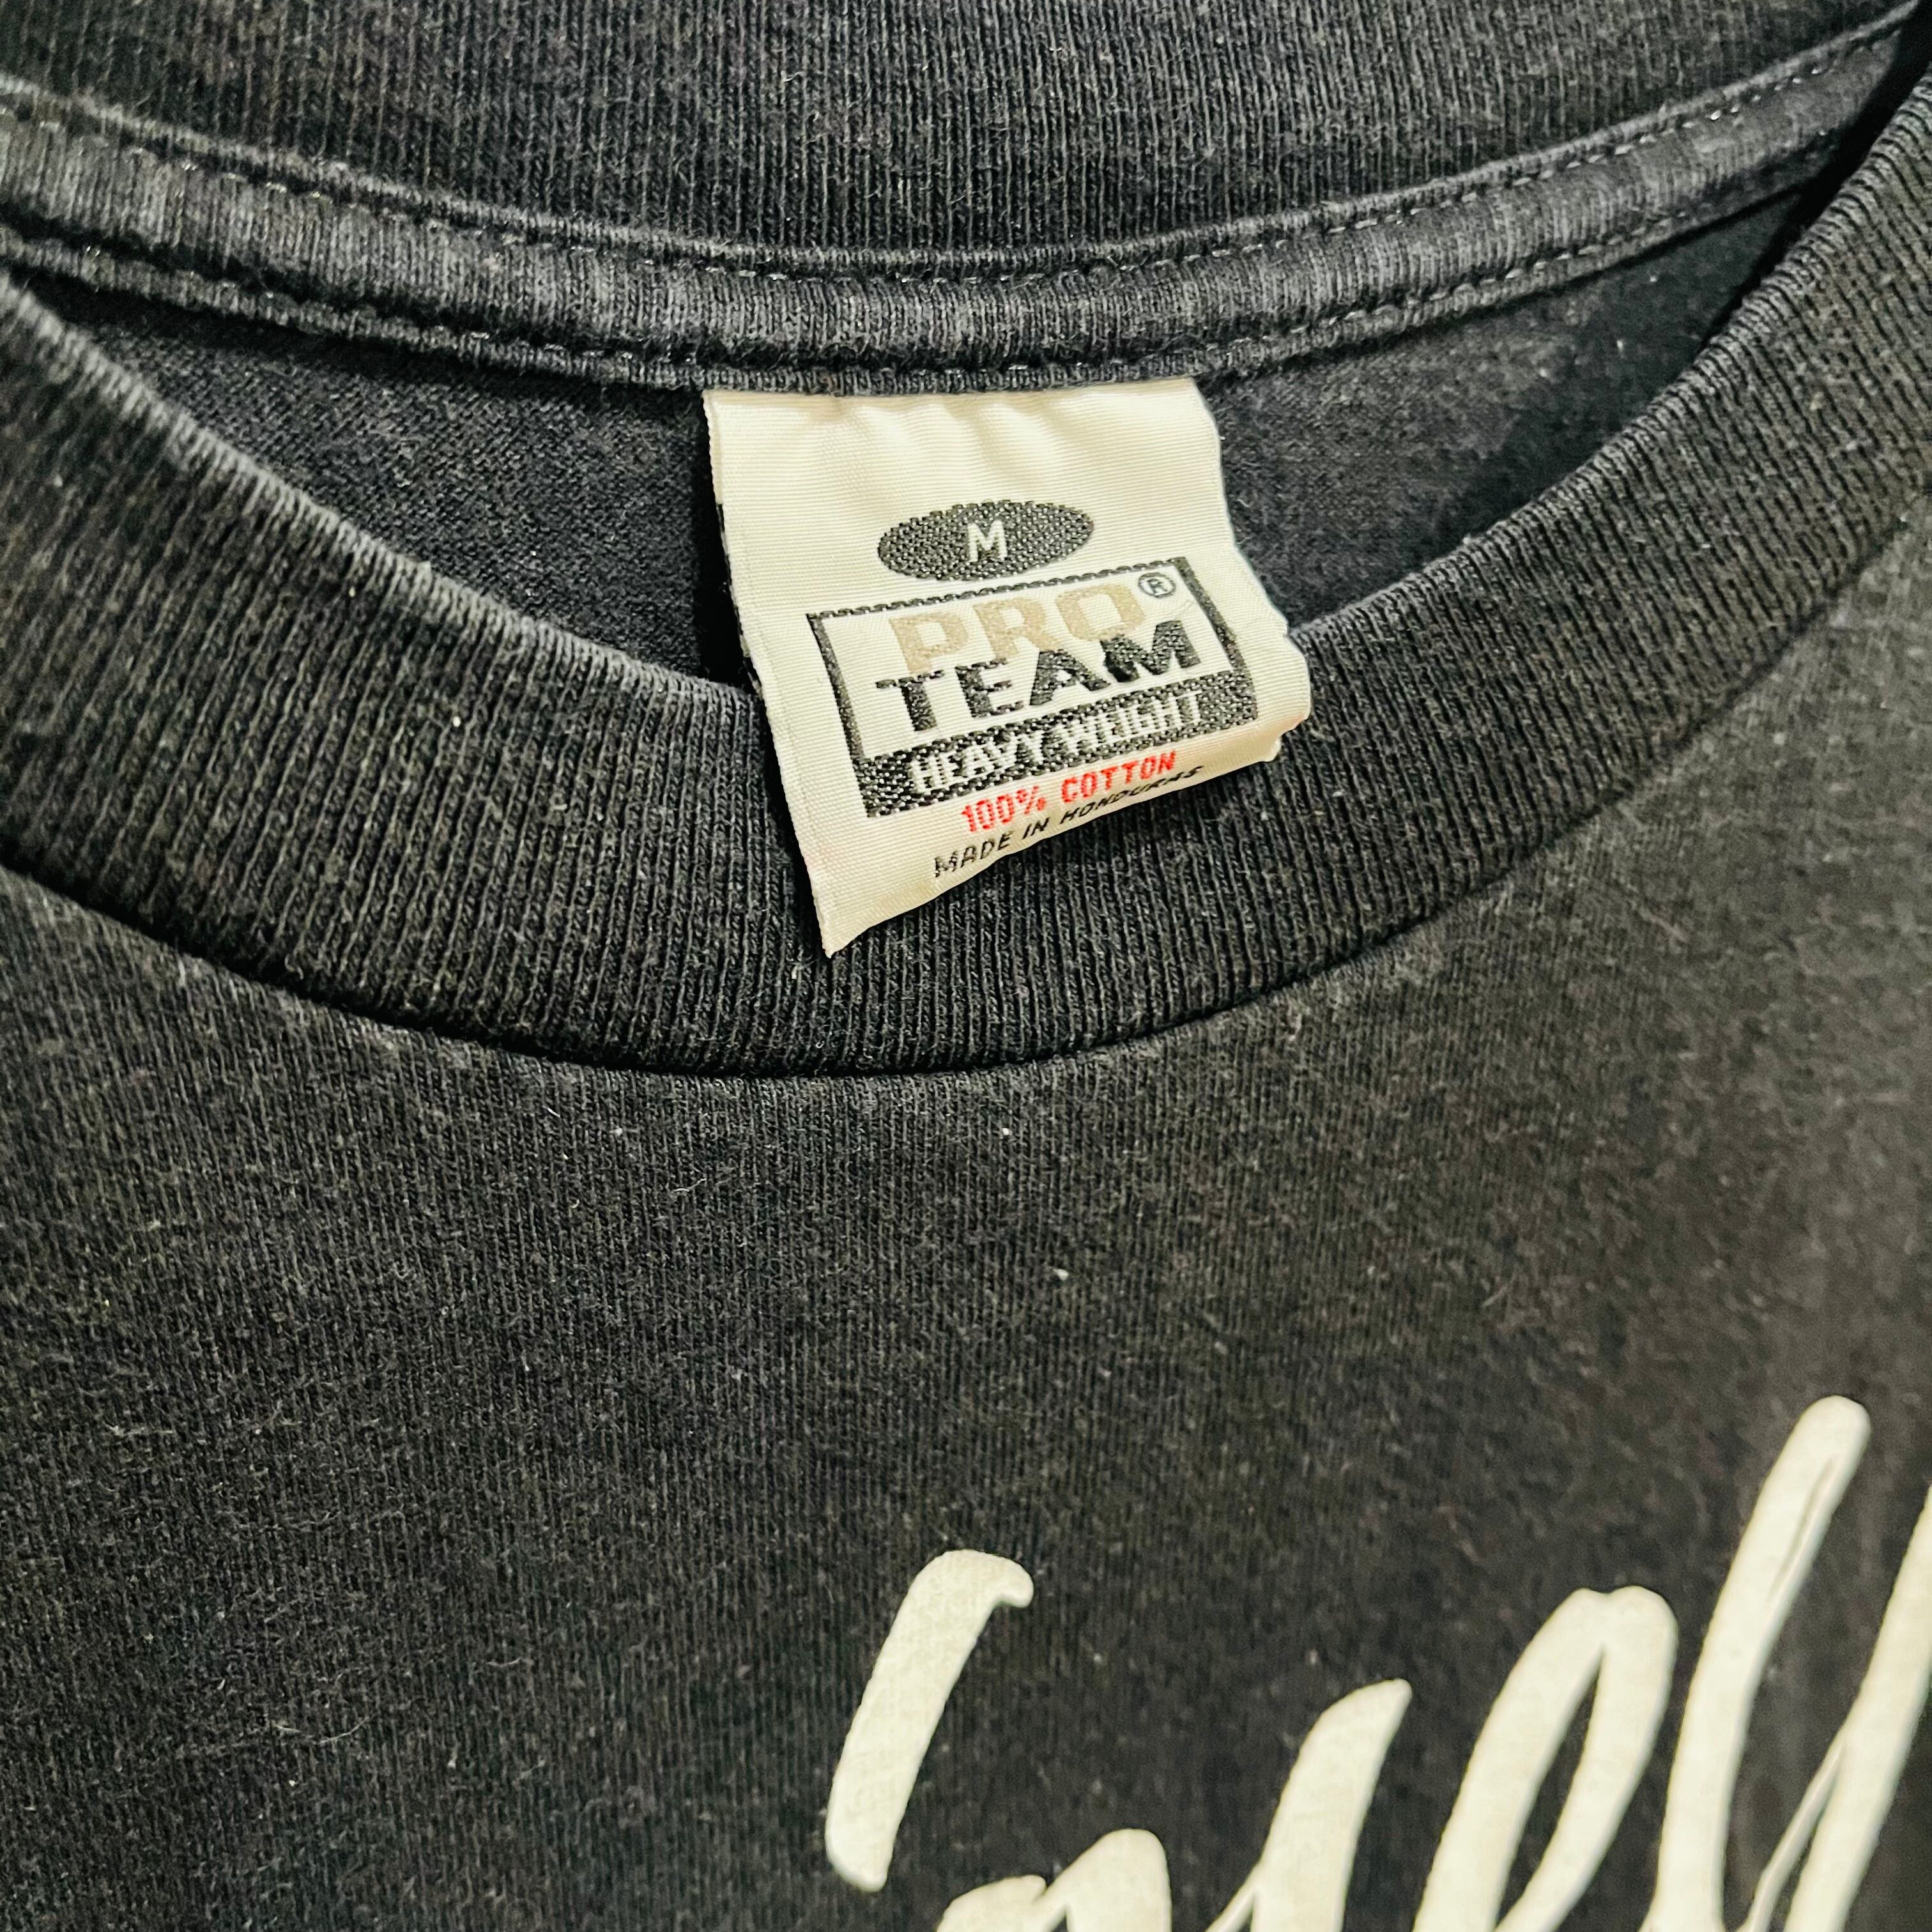 M
PRO®
TEAM
HEAVY WEIGHT
100% COTTON
MADE IN HONDURAS